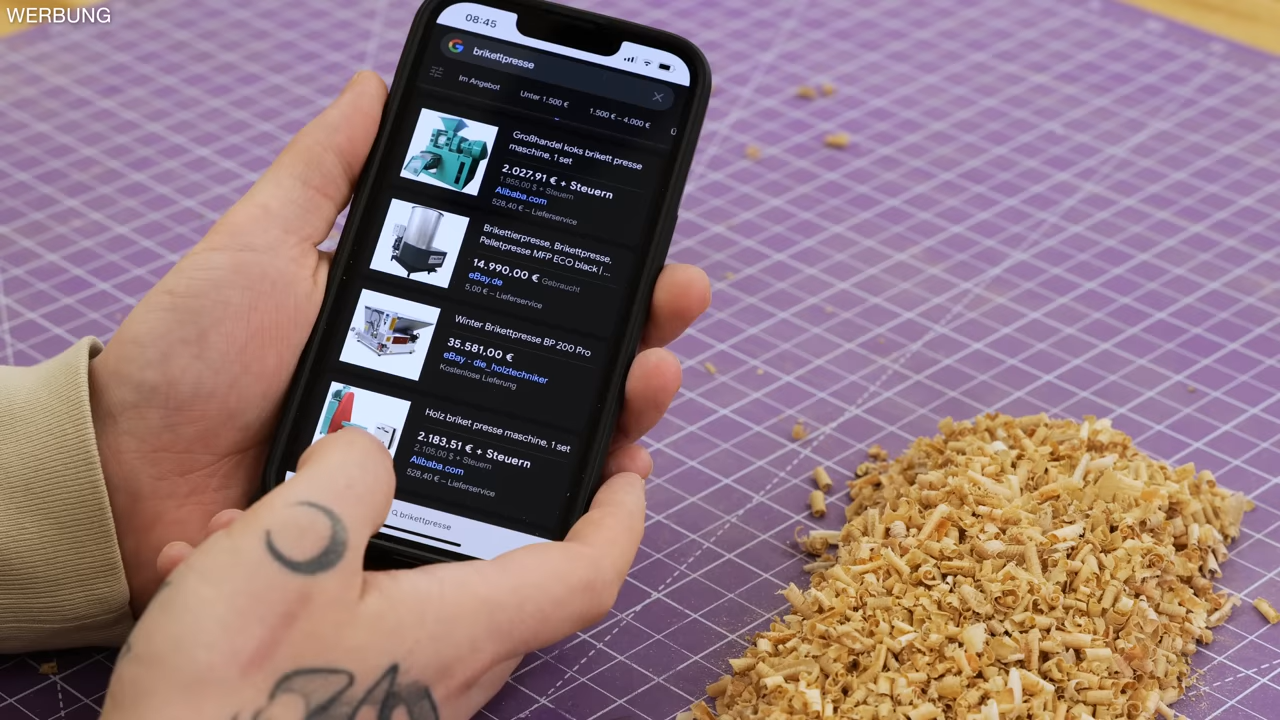 WERBUNG
08:45
brikettpresse
Im Angebot
Unter 1.500 €
1.500 € – 4.000 €
Großhandel koks brikett presse
maschine, 1 set
2.027,91 € + Steuern
1.955,00 $ + Steuern
Alibaba.com
528,40 € – Lieferservice
Brikettierpresse, Brikettpresse,
Pelletpresse MFP ECO black | ...
14.990,00 € Gebraucht
eBay.de
5,00 € – Lieferservice
Winter Brikettpresse BP 200 Pro
35.581,00 €
eBay - die_holztechniker
Kostenlose Lieferung
Holz briket presse maschine, 1 set
2.183,51 € + Steuern
2.105,00 $ + Steuern
Alibaba.com
528,40 € – Lieferservice
brikettpresse